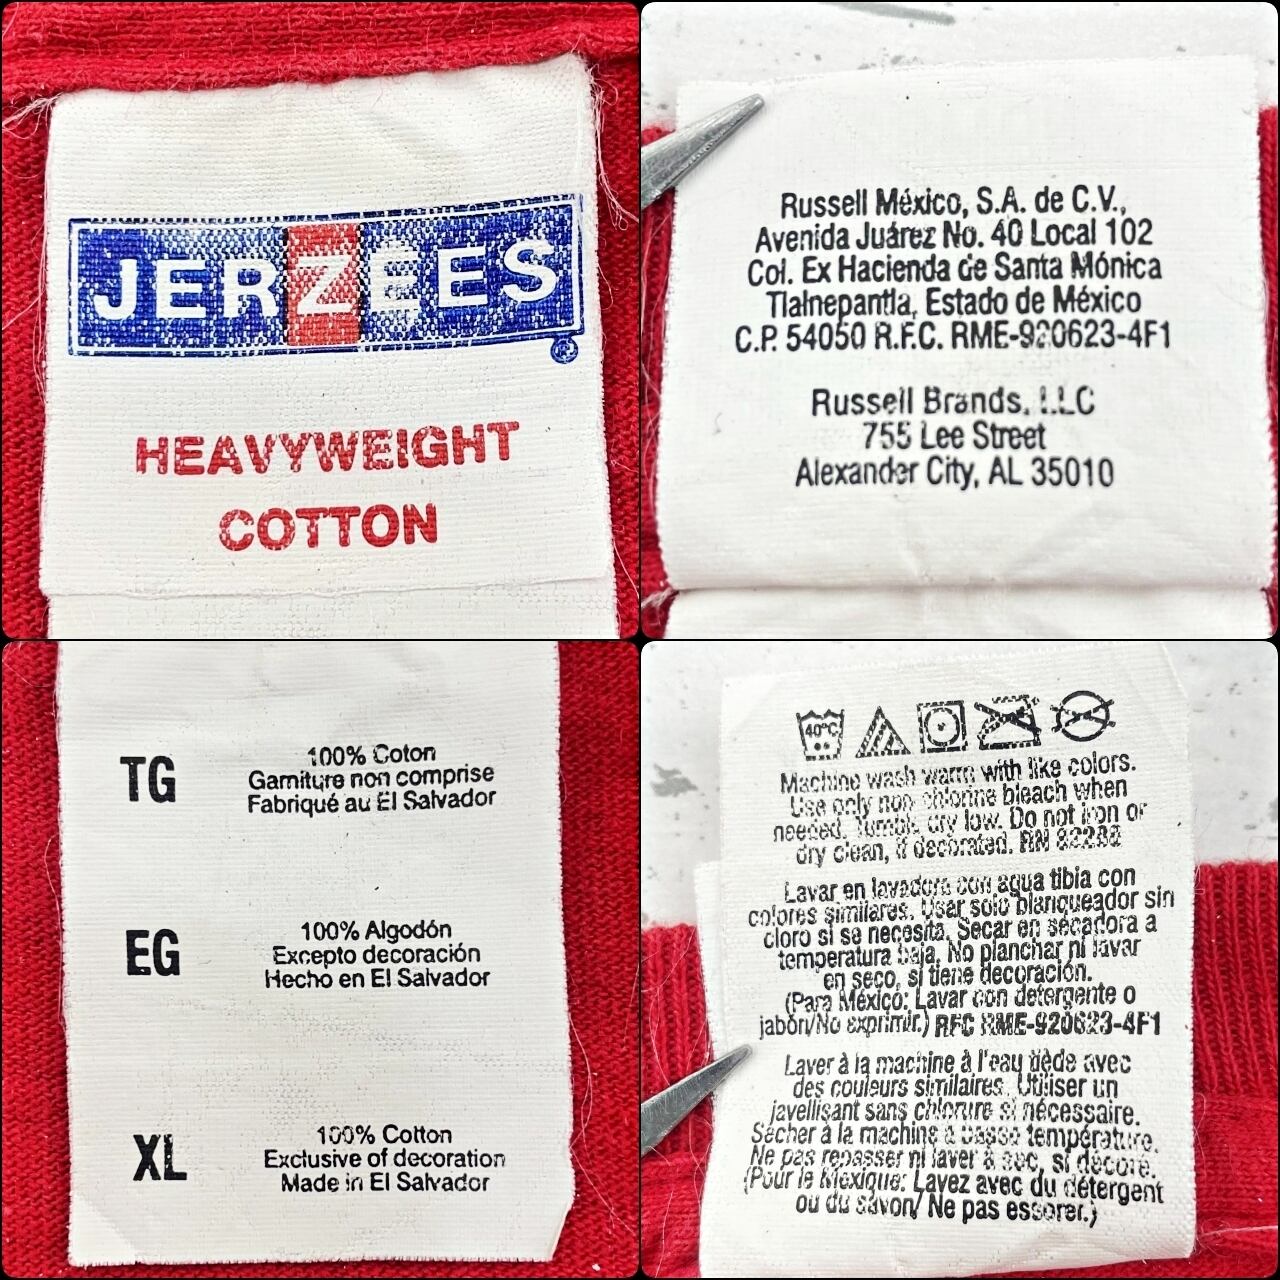 JERZEES
®
HEAVYWEIGHT
COTTON
Russell México, S.A. de C.V.,
Avenida Juárez No. 40 Local 102
Col. Ex Hacienda de Santa Mónica
Tlalnepantla, Estado de México
C.P. 54050 R.F.C. RME-920623-4F1
Russell Brands, LLC
755 Lee Street
Alexander City, AL 35010
TG
100% Coton
Garniture non comprise
Fabriqué au El Salvador
EG
100% Algodón
Excepto decoración
Hecho en El Salvador
XL
100% Cotton
Exclusive of decoration
Made in El Salvador
40°C
Machine wash warm with like colors.
Use only non-chlorine bleach when
needed. Tumble dry low. Do not iron or
dry clean, if decorated. RN
Lavar en lavadora con agua tibia con
colores similares. Usar solo blanqueador sin
cloro si se necesita. Secar en secadora a
temperatura baja. No planchar ni lavar
en seco, si tiene decoración.
(Para México: Lavar con detergente o
jabón/No exprimir.) RFC RME-920623-4F1
Laver à la machine à l'eau tiède avec
des couleurs similaires. Utiliser un
javellisant sans chlorure si nécessaire.
Sécher à la machine à basse température.
Ne pas repasser ni laver à sec, si décoré.
(Pour le Méxique: Lavez avec du détergent
ou du savon/ Ne pas essorer.)